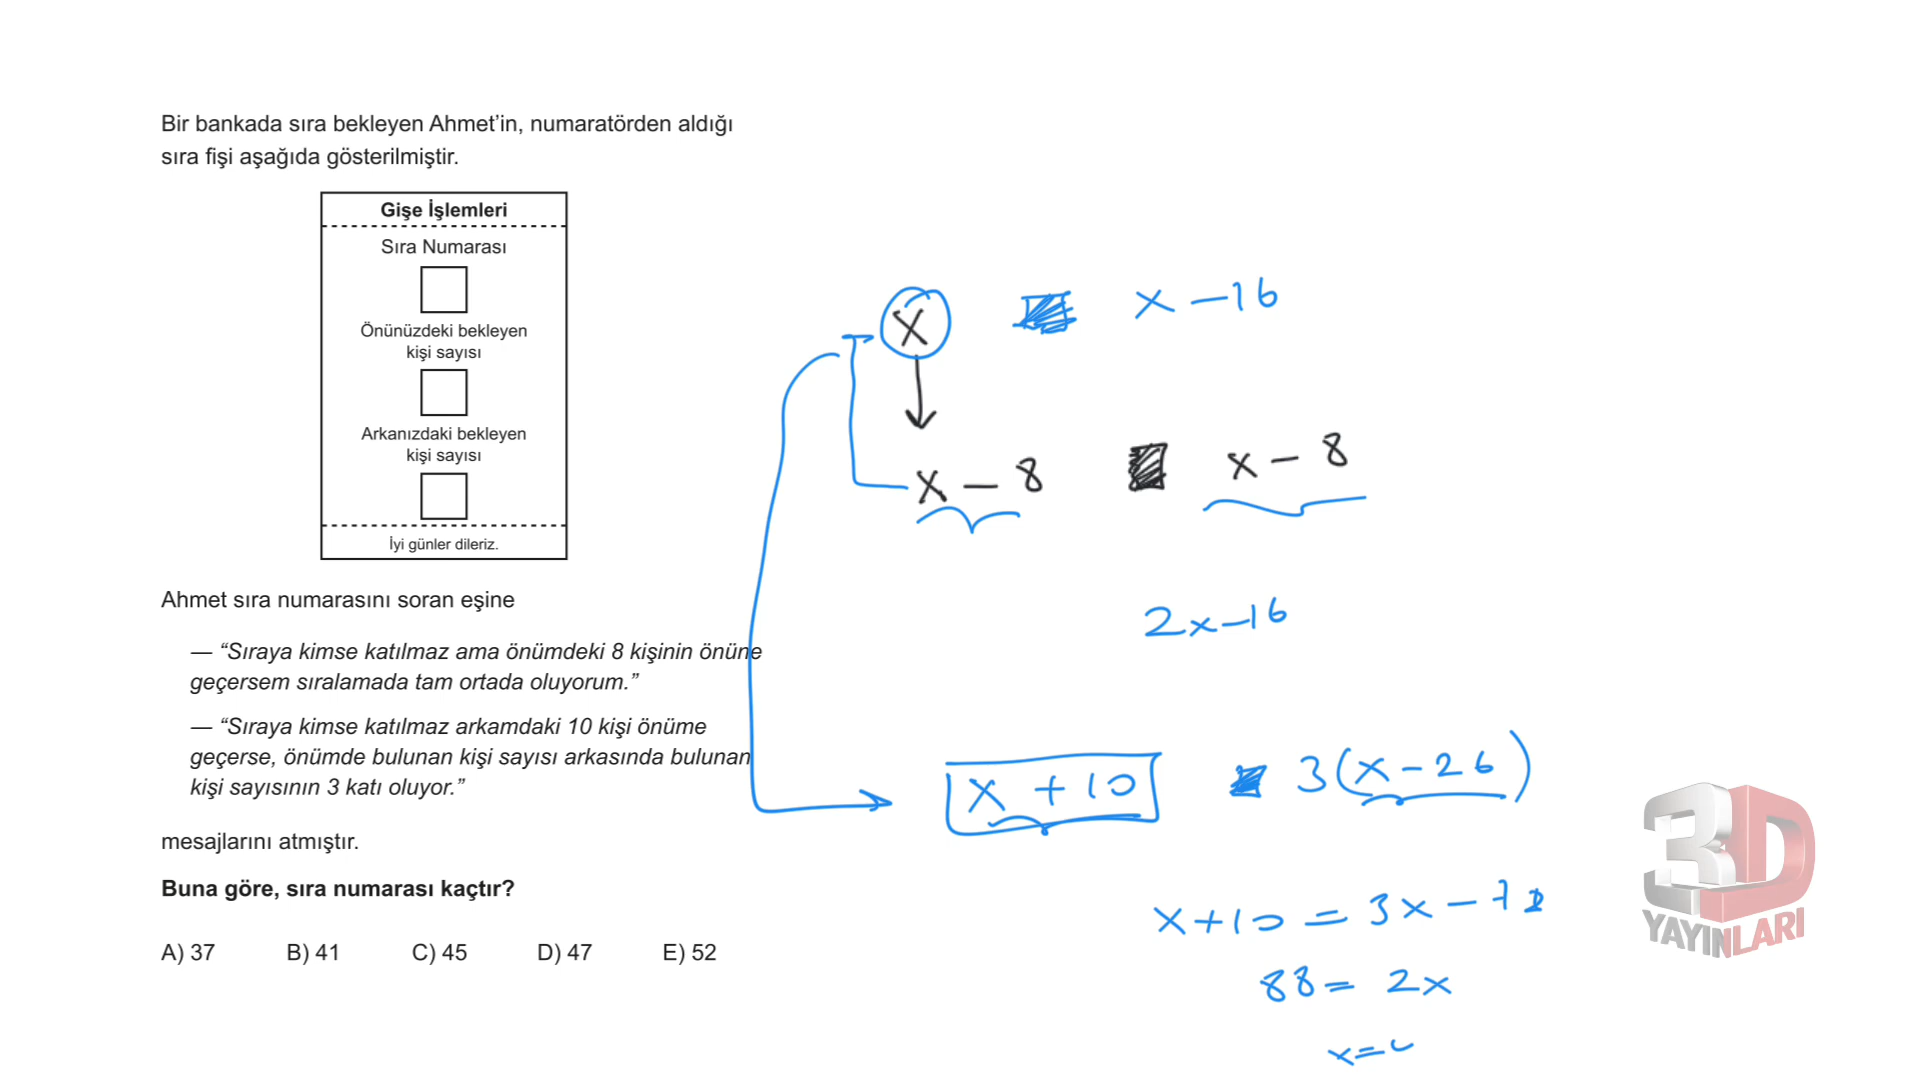 Bir bankada sıra bekleyen Ahmet’in, numaratörden aldığı
sıra fişi aşağıda gösterilmiştir.
Gişe İşlemleri
Sıra Numarası
Önünüzdeki bekleyen
kişi sayısı
Arkanızdaki bekleyen
kişi sayısı
İyi günler dileriz.
Ahmet sıra numarasını soran eşine
— “Sıraya kimse katılmaz ama önümdeki 8 kişinin önüne
geçersem sıralamada tam ortada oluyorum.”
— “Sıraya kimse katılmaz arkamdaki 10 kişi önüme
geçerse, önümde bulunan kişi sayısı arkasında bulunan
kişi sayısının 3 katı oluyor.”
mesajlarını atmıştır.
Buna göre, sıra numarası kaçtır?
A) 37 B) 41 C) 45 D) 47 E) 52
x x – 16
x – 8 x – 8
2x – 16
x + 10 3(x – 26)
x + 10 = 3x –
88 = 2x
x =
3D
YAYINLARI